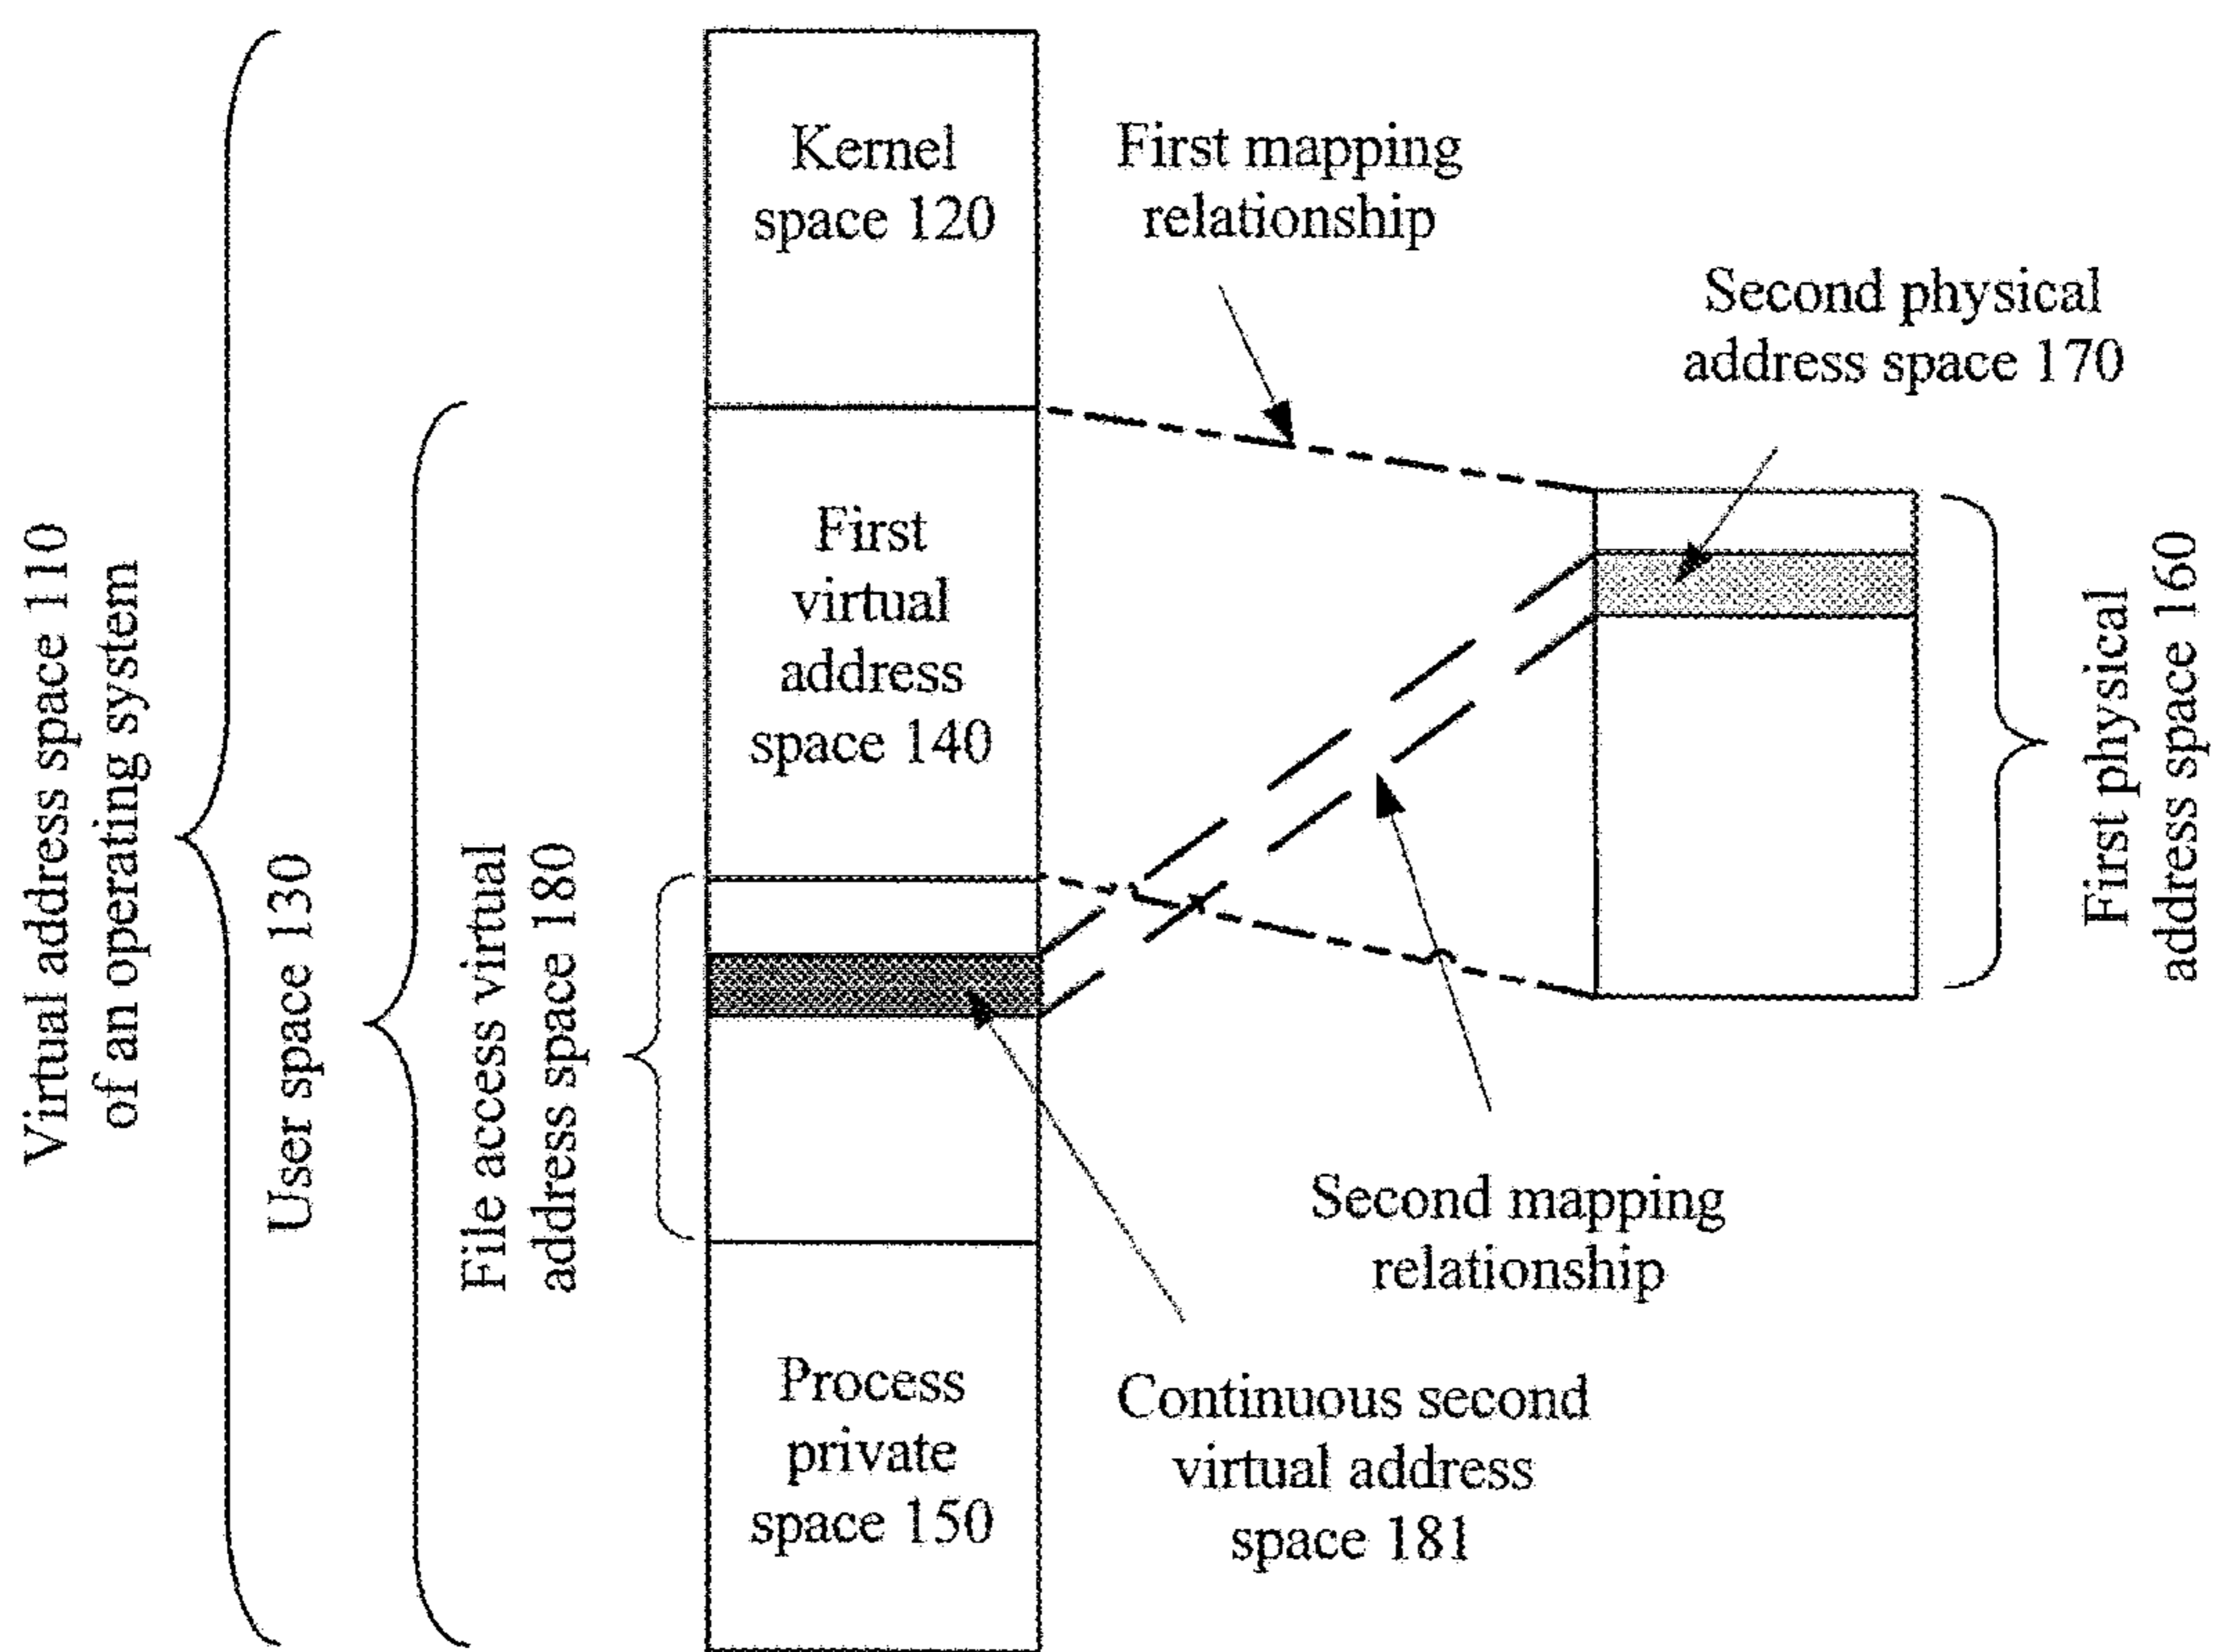 Virtual address space 110
of an operating system
User space 130
File access virtual
address space 180
Kernel
space 120
First
virtual
address
space 140
Process
private
space 150
First mapping
relationship
Second physical
address space 170
First physical
address space 160
Second mapping
relationship
Continuous second
virtual address
space 181